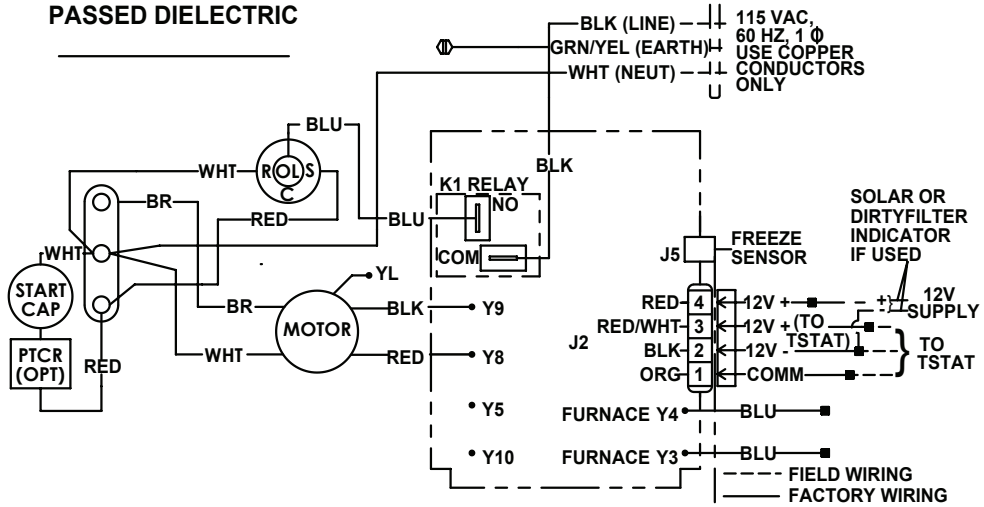 PASSED DIELECTRIC
BLK (LINE)
GRN/YEL (EARTH)
WHT (NEUT)
115 VAC,
60 HZ, 1 Φ
USE COPPER
CONDUCTORS
ONLY
BLU
BLK
WHT
R OL S
C
K1 RELAY
NO
BR
RED
BLU
COM
SOLAR OR
DIRTYFILTER
INDICATOR
IF USED
WHT
J5
FREEZE
SENSOR
START
CAP
YL
BR
MOTOR
BLK
Y9
RED 4 12V +
+
-
12V
SUPPLY
RED/WHT 3 12V + (TO
TSTAT)
J2
BLK 2 12V -
TO
TSTAT
PTCR
(OPT)
RED
WHT
RED
Y8
ORG 1 COMM
Y5
FURNACE Y4
BLU
Y10
FURNACE Y3
BLU
FIELD WIRING
FACTORY WIRING